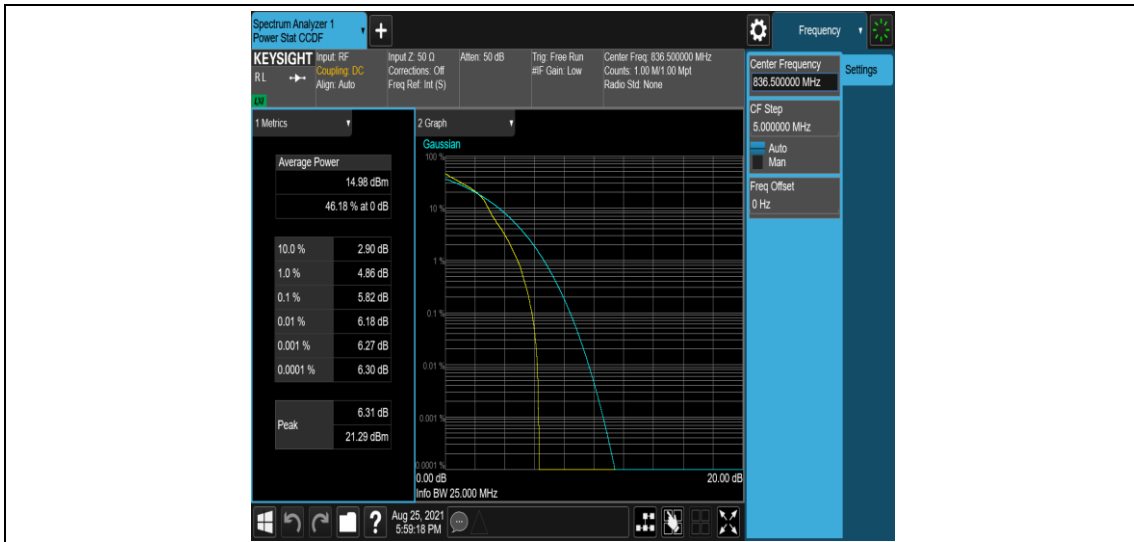 Spectrum Analyzer 1
Power Stat CCDF
Frequency
KEYSIGHT
RL
LXI
Input: RF
Coupling: DC
Align: Auto
Input Z: 50 Ω
Corrections: Off
Freq Ref: Int (S)
Atten: 50 dB
Trig: Free Run
#IF Gain: Low
Center Freq: 836.500000 MHz
Counts: 1.00 M/1.00 Mpt
Radio Std: None
Center Frequency
836.500000 MHz
Settings
CF Step
5.000000 MHz
Auto
Man
Freq Offset
0 Hz
1 Metrics
Average Power
14.98 dBm
46.18 % at 0 dB
10.0 % 2.90 dB
1.0 % 4.86 dB
0.1 % 5.82 dB
0.01 % 6.18 dB
0.001 % 6.27 dB
0.0001 % 6.30 dB
Peak
6.31 dB
21.29 dBm
2 Graph
Gaussian
100 %
10 %
1 %
0.1 %
0.01 %
0.001 %
0.0001 %
0.00 dB 20.00 dB
Info BW 25.000 MHz
?
Aug 25, 2021
5:59:18 PM